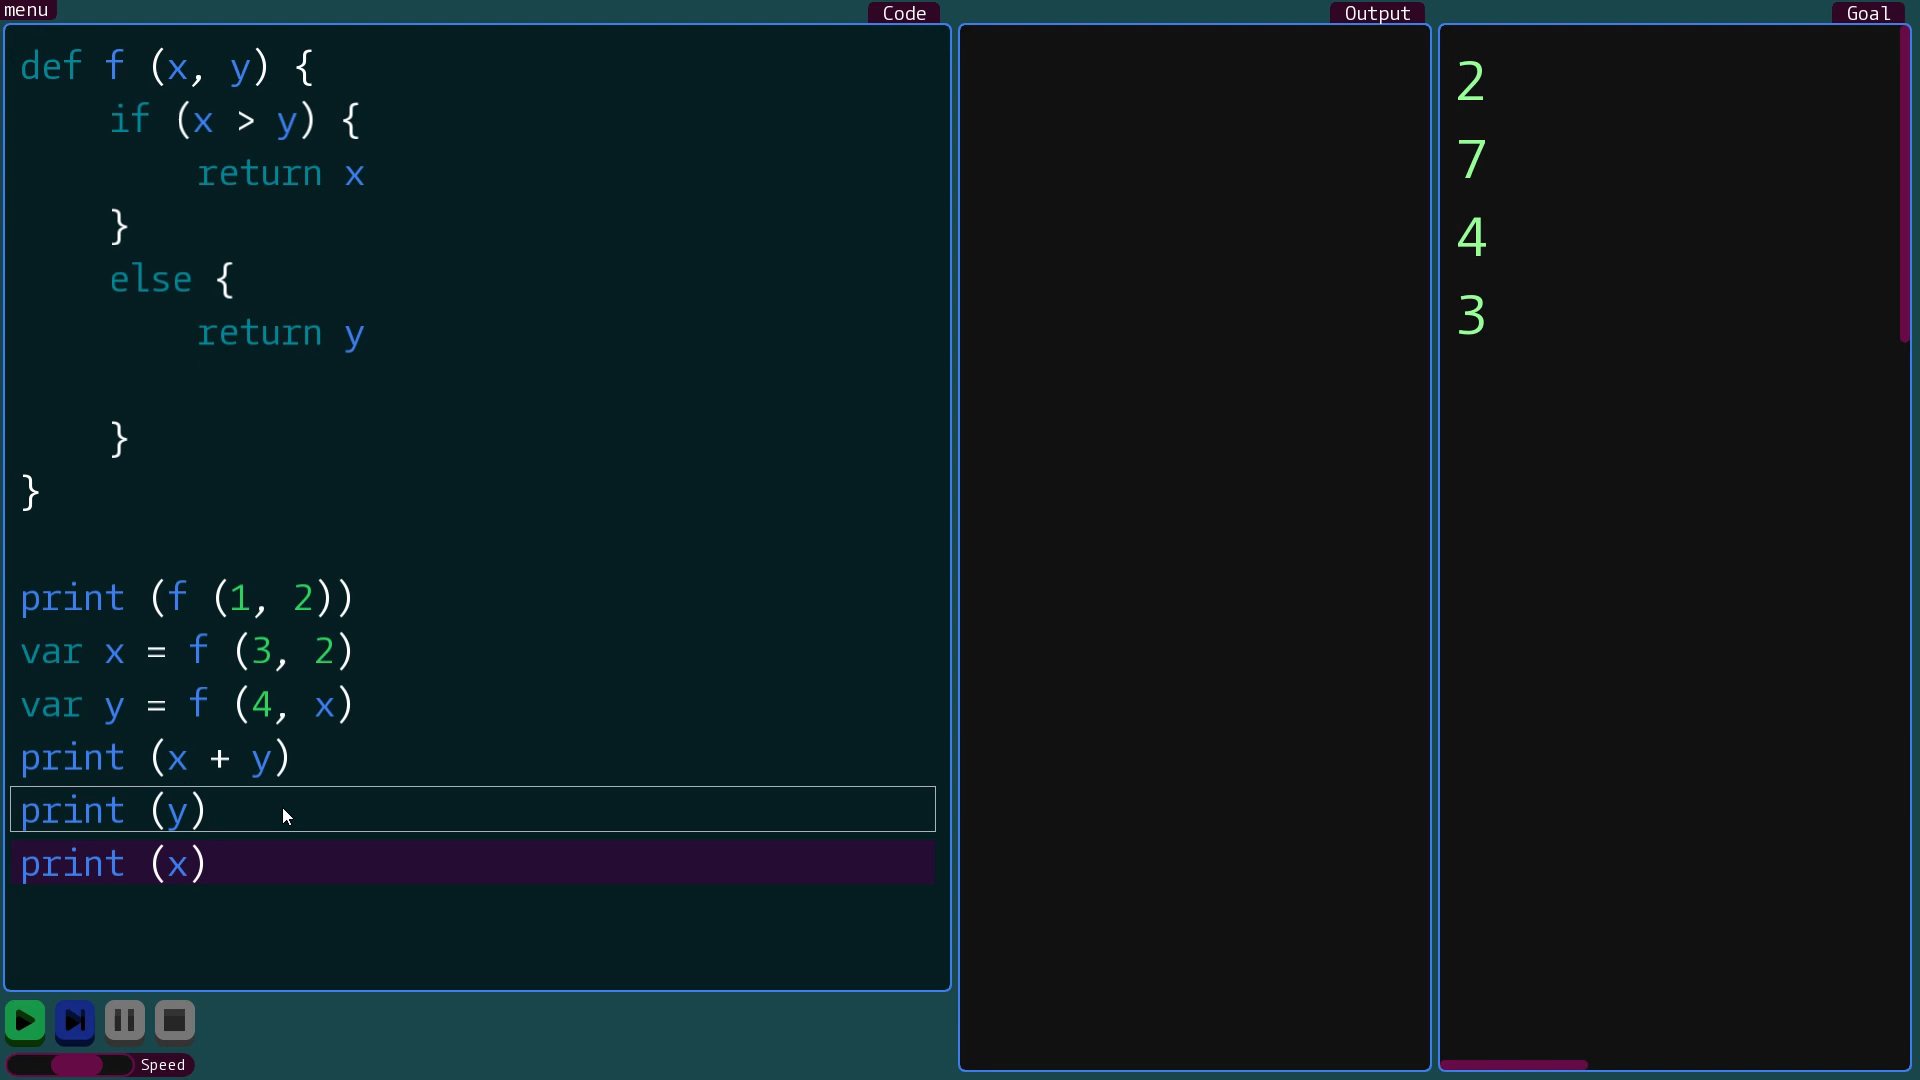 menu
Code
Output
Goal
def f (x, y) {
if (x > y) {
return x
}
else {
return y
}
}
print (f (1, 2))
var x = f (3, 2)
var y = f (4, x)
print (x + y)
print (y)
print (x)
2
7
4
3
Speed